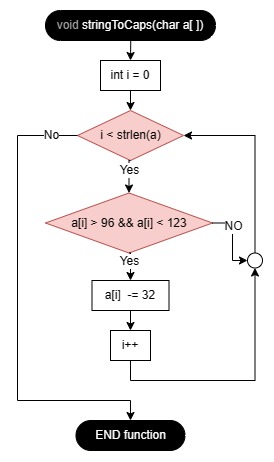 void stringToCaps(char a[ ])
int i = 0
i < strlen(a)
No
Yes
a[i] > 96 && a[i] < 123
NO
Yes
a[i]  -= 32
i++
END function